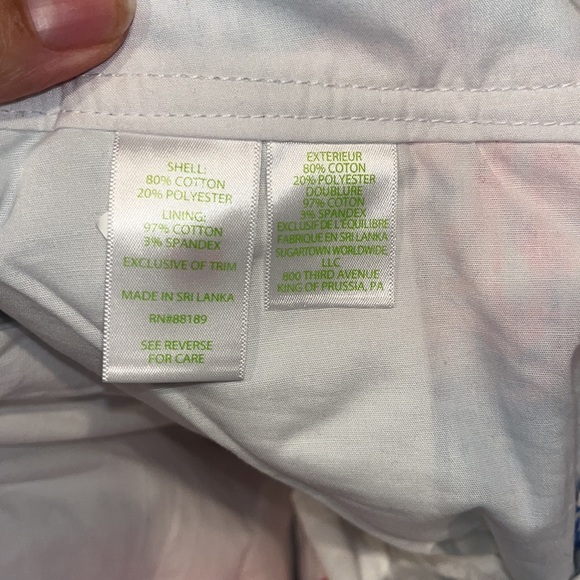 SHELL:
80% COTTON
20% POLYESTER
LINING:
97% COTTON
3% SPANDEX
EXCLUSIVE OF TRIM
MADE IN SRI LANKA
RN#88189
SEE REVERSE
FOR CARE
EXTERIEUR
80% COTON
20% POLYESTER
DOUBLURE
97% COTON
3% SPANDEX
EXCLUSIF DE L'ÉQUILIBRE
FABRIQUE EN SRI LANKA
SUGARTOWN WORLDWIDE,
LLC
800 THIRD AVENUE
KING OF PRUSSIA, PA